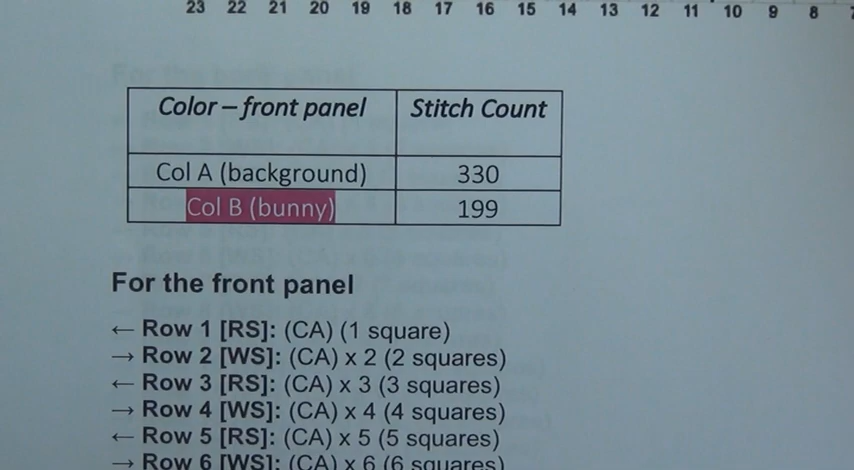 23 22 21 20 19 18 17 16 15 14 13 12 11 10 9 8
Color – front panel Stitch Count
Col A (background) 330
Col B (bunny) 199
For the front panel
← Row 1 [RS]: (CA) (1 square)
→ Row 2 [WS]: (CA) x 2 (2 squares)
← Row 3 [RS]: (CA) x 3 (3 squares)
→ Row 4 [WS]: (CA) x 4 (4 squares)
← Row 5 [RS]: (CA) x 5 (5 squares)
→ Row 6 [WS]: (CA) x 6 (6 squares)